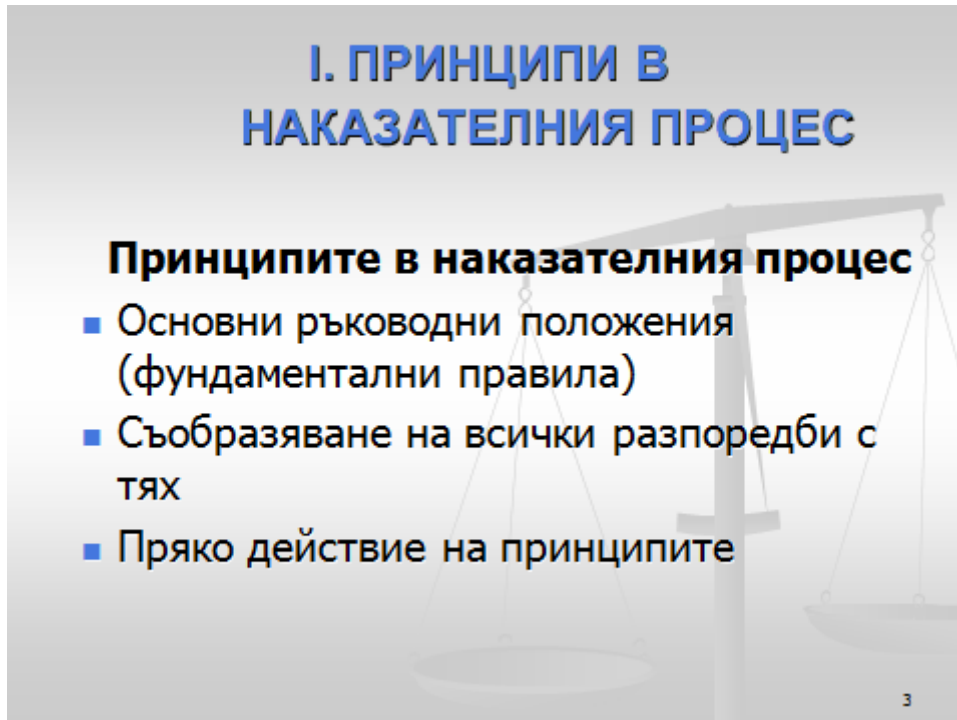 I. ПРИНЦИПИ В
НАКАЗАТЕЛНИЯ ПРОЦЕС
Принципите в наказателния процес
Основни ръководни положения
(фундаментални правила)
Съобразяване на всички разпоредби с
тях
Пряко действие на принципите
3